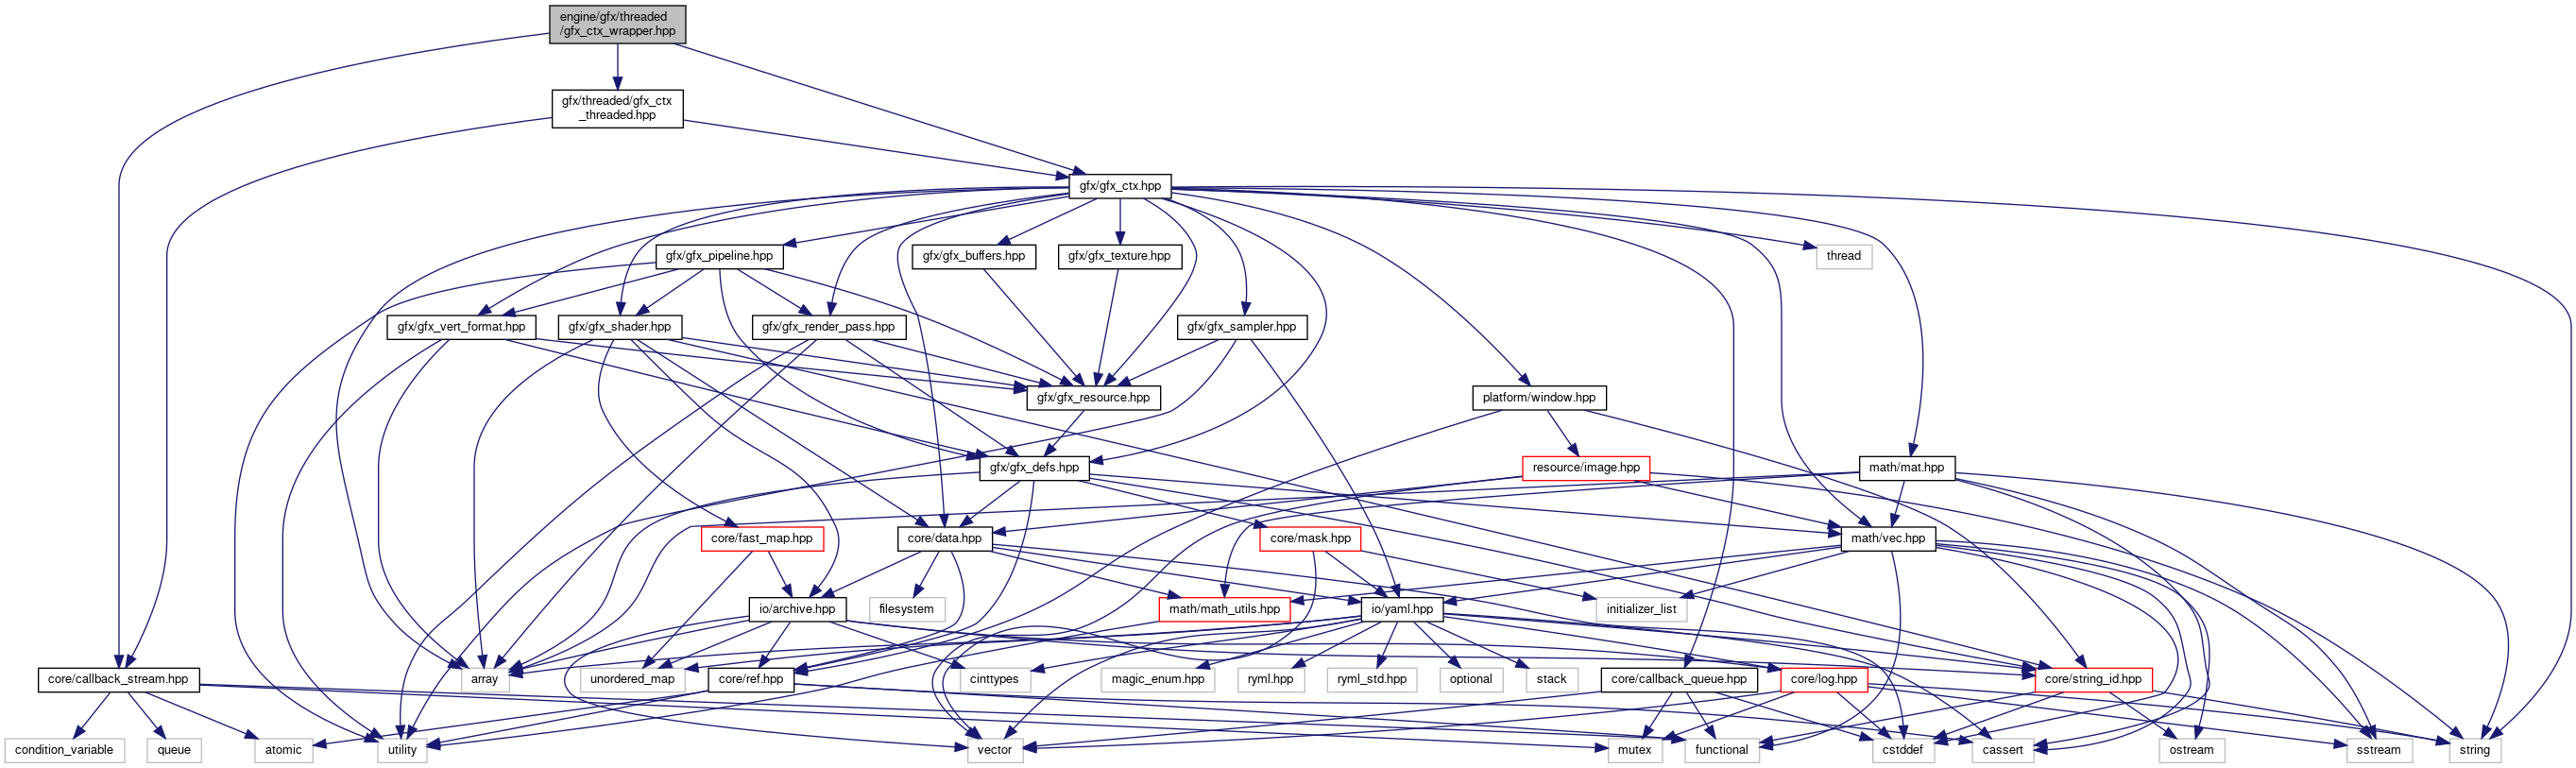 engine/gfx/threaded
/gfx_ctx_wrapper.hpp
gfx/threaded/gfx_ctx
_threaded.hpp
gfx/gfx_ctx.hpp
gfx/gfx_pipeline.hpp
gfx/gfx_buffers.hpp
gfx/gfx_texture.hpp
thread
gfx/gfx_vert_format.hpp
gfx/gfx_shader.hpp
gfx/gfx_render_pass.hpp
gfx/gfx_sampler.hpp
gfx/gfx_resource.hpp
platform/window.hpp
gfx/gfx_defs.hpp
resource/image.hpp
math/mat.hpp
core/fast_map.hpp
core/data.hpp
core/mask.hpp
math/vec.hpp
io/archive.hpp
filesystem
math/math_utils.hpp
io/yaml.hpp
initializer_list
core/callback_stream.hpp
array
unordered_map
core/ref.hpp
cinttypes
magic_enum.hpp
ryml.hpp
ryml_std.hpp
optional
stack
core/callback_queue.hpp
core/log.hpp
core/string_id.hpp
condition_variable
queue
atomic
utility
vector
mutex
functional
cstddef
cassert
ostream
sstream
string